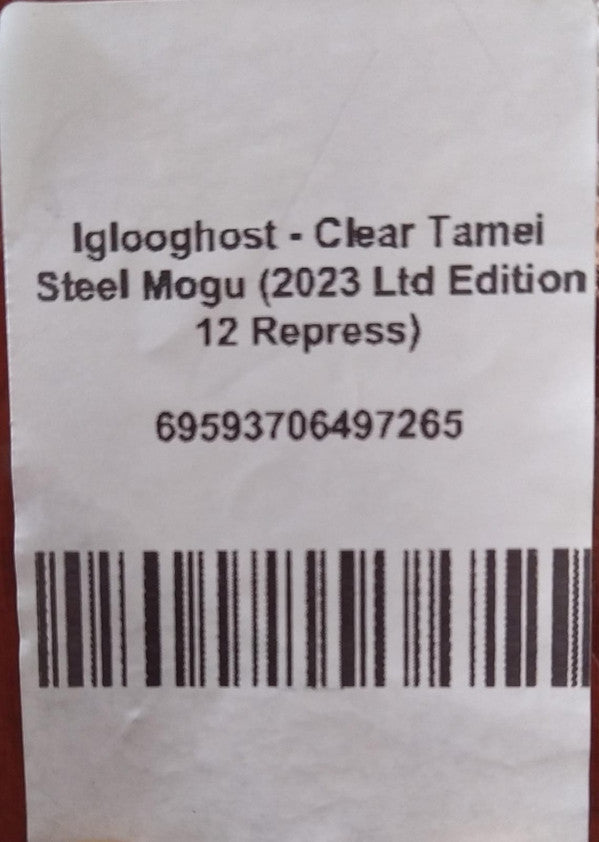 Iglooghost - Clear Tamei
Steel Mogu (2023 Ltd Edition
12 Repress)
69593706497265